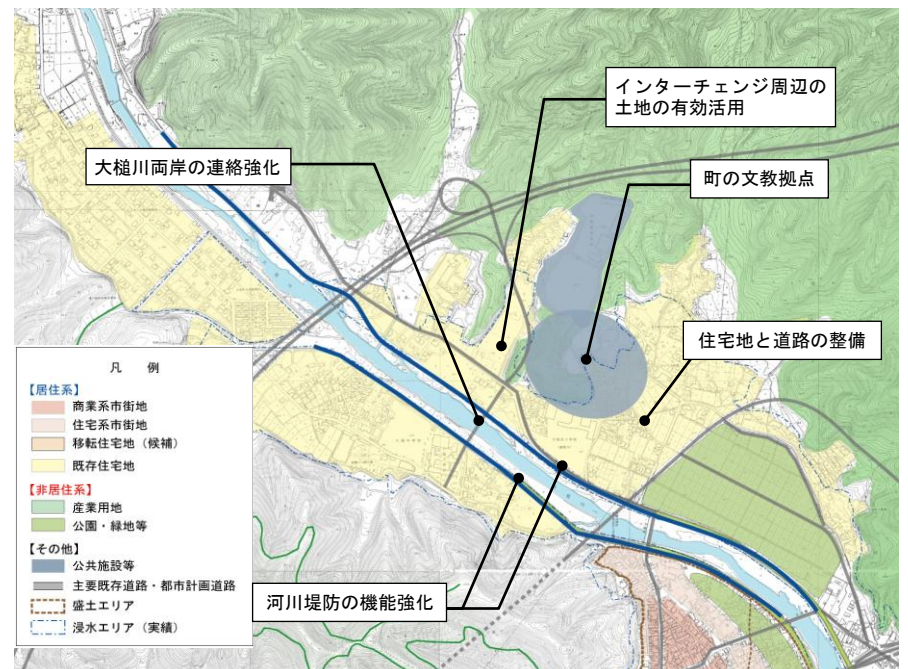 インターチェンジ周辺の
土地の有効活用
大槌川両岸の連絡強化
町の文教拠点
住宅地と道路の整備
凡 例
【居住系】
商業系市街地
住宅系市街地
移転住宅地（候補）
既存住宅地
【非居住系】
産業用地
公園・緑地等
【その他】
公共施設等
主要既存道路・都市計画道路
盛土エリア
浸水エリア（実績）
河川堤防の機能強化